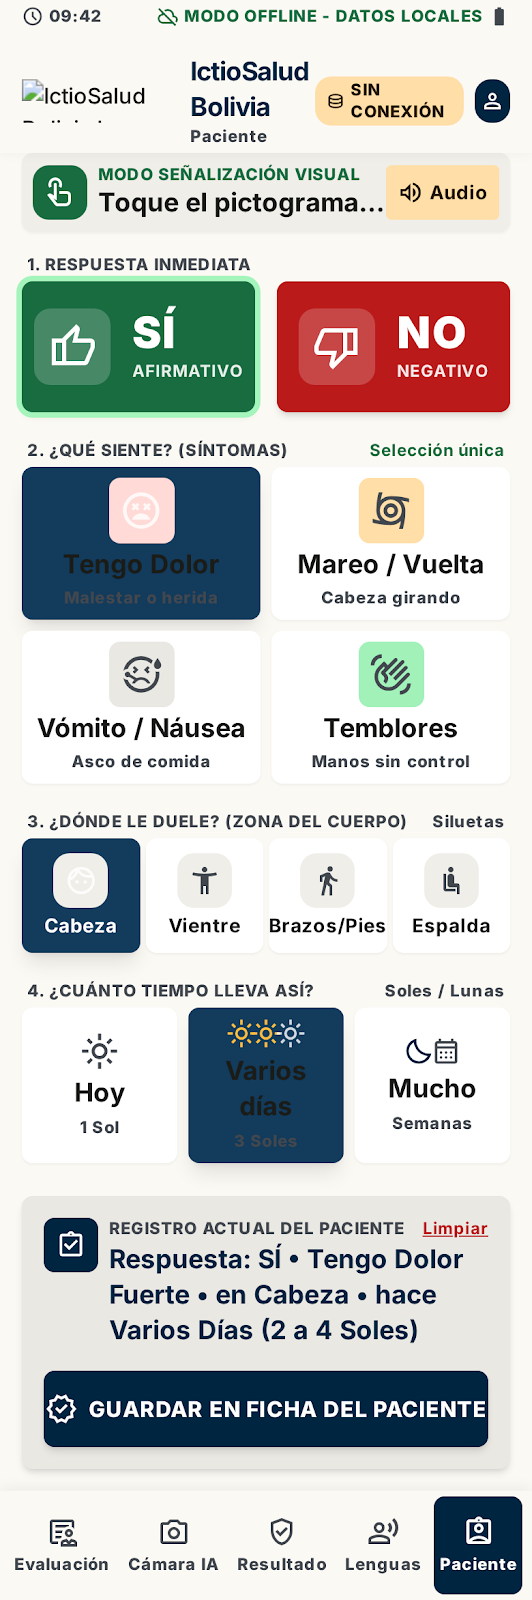 09:42
MODO OFFLINE - DATOS LOCALES
IctioSalud
IctioSalud
Bolivia
Paciente
SIN
CONEXIÓN
MODO SEÑALIZACIÓN VISUAL
Toque el pictograma...
Audio
1. RESPUESTA INMEDIATA
SÍ
AFIRMATIVO
NO
NEGATIVO
2. ¿QUÉ SIENTE? (SÍNTOMAS)
Selección única
Tengo Dolor
Malestar o herida
Mareo / Vuelta
Cabeza girando
Vómito / Náusea
Asco de comida
Temblores
Manos sin control
3. ¿DÓNDE LE DUELE? (ZONA DEL CUERPO)
Siluetas
Cabeza
Vientre
Brazos/Pies
Espalda
4. ¿CUÁNTO TIEMPO LLEVA ASÍ?
Soles / Lunas
Hoy
1 Sol
Varios
días
3 Soles
Mucho
Semanas
REGISTRO ACTUAL DEL PACIENTE
Limpiar
Respuesta: SÍ • Tengo Dolor
Fuerte • en Cabeza • hace
Varios Días (2 a 4 Soles)
GUARDAR EN FICHA DEL PACIENTE
Evaluación
Cámara IA
Resultado
Lenguas
Paciente